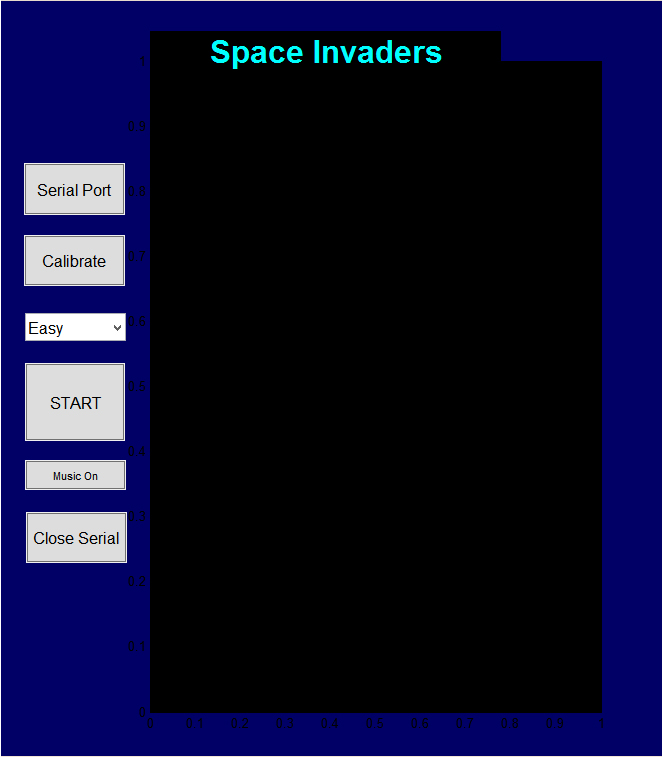 Space Invaders
1
0.9
Serial Port
0.8
Calibrate
0.7
Easy
0.6
0.5
START
0.4
Music On
0.3
Close Serial
0.2
0.1
0
0 0.1 0.2 0.3 0.4 0.5 0.6 0.7 0.8 0.9 1